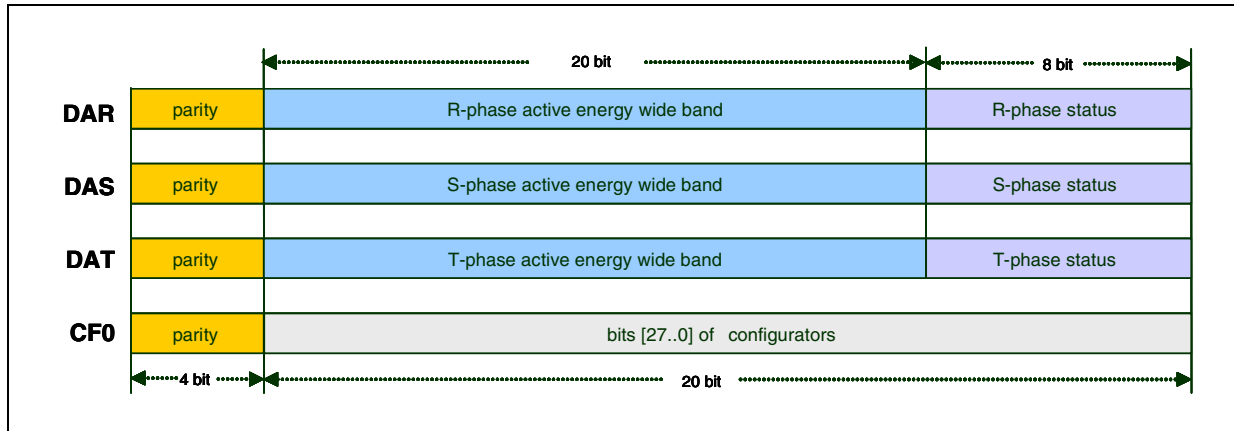 20 bit 8 bit
DAR parity R-phase active energy wide band R-phase status
DAS parity S-phase active energy wide band S-phase status
DAT parity T-phase active energy wide band T-phase status
CF0 parity bits [27..0] of configurators
4 bit 20 bit